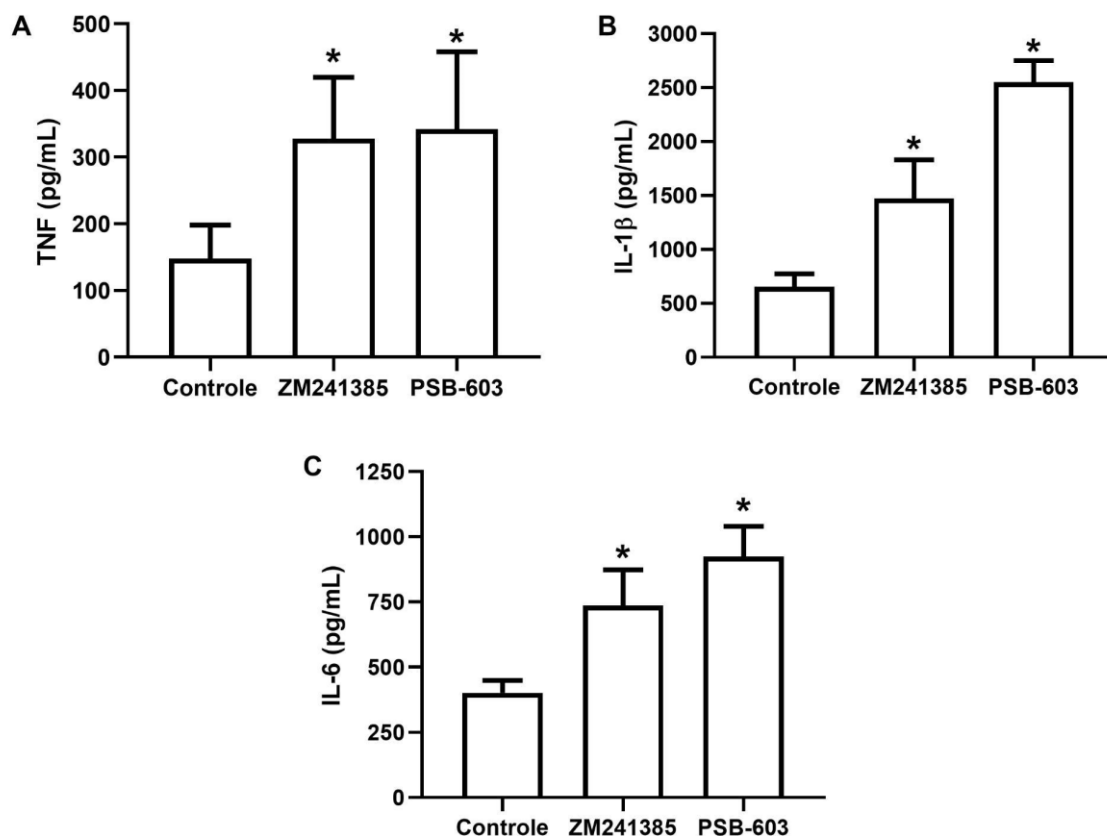 A
TNF (pg/mL)
500
400
300
200
100
0
*
*
Controle
ZM241385
PSB-603
B
IL-1β (pg/mL)
3000
2500
2000
1500
1000
500
0
*
*
Controle
ZM241385
PSB-603
C
IL-6 (pg/mL)
1250
1000
750
500
250
0
*
*
Controle
ZM241385
PSB-603